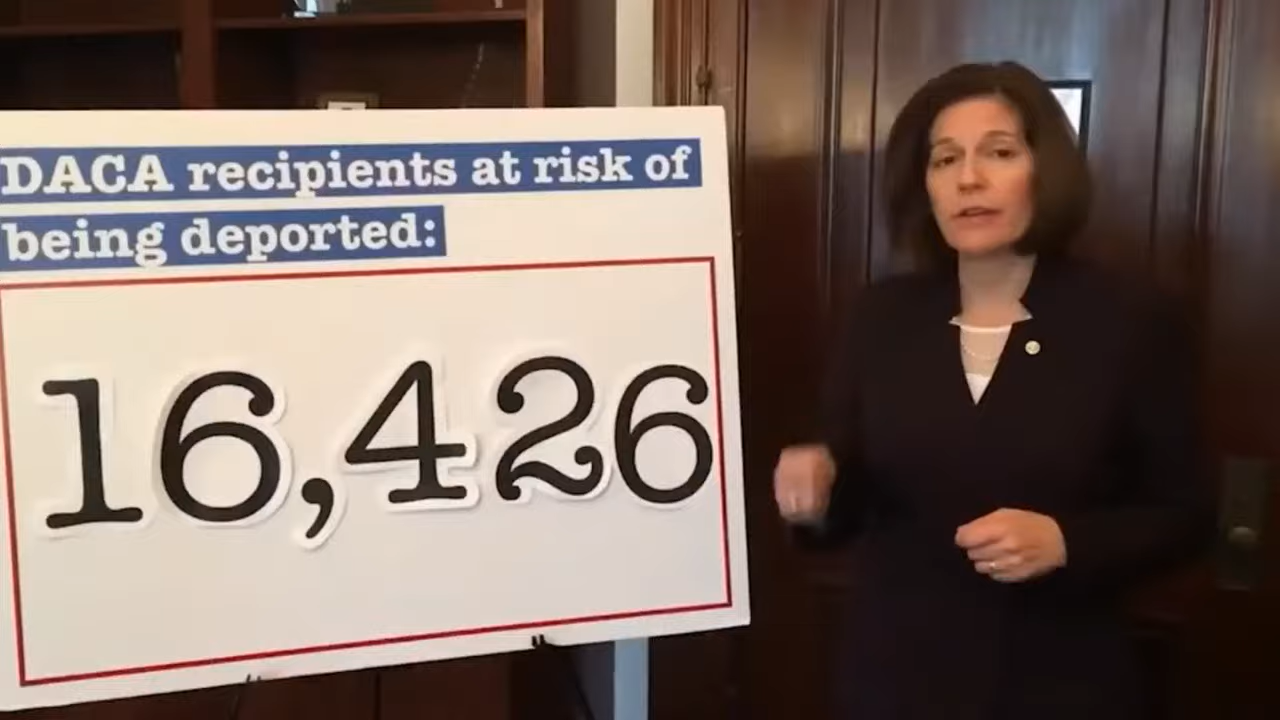 DACA recipients at risk of
being deported:
16,426